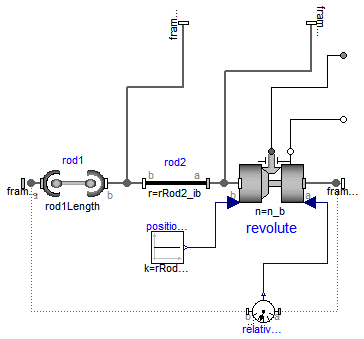 fram...
fram...
rod1
rod2
b
a
fram...
a
b
rod1Length
r=rRod2_ib
b
a
fram...
n=n_b
revolute
positio...
k=rRod...
b
a
relativ...